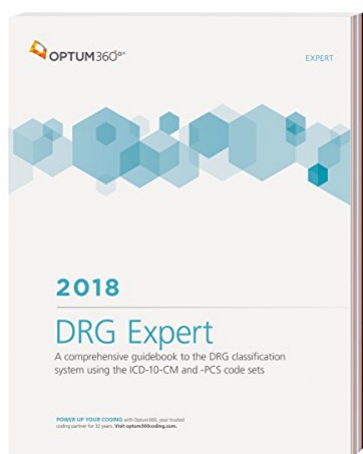 OPTUM360°
EXPERT
2018
DRG Expert
A comprehensive guidebook to the DRG classification
system using the ICD-10-CM and -PCS code sets
POWER UP YOUR CODING with Optum360, your trusted
coding partner for 32 years. Visit optum360coding.com.